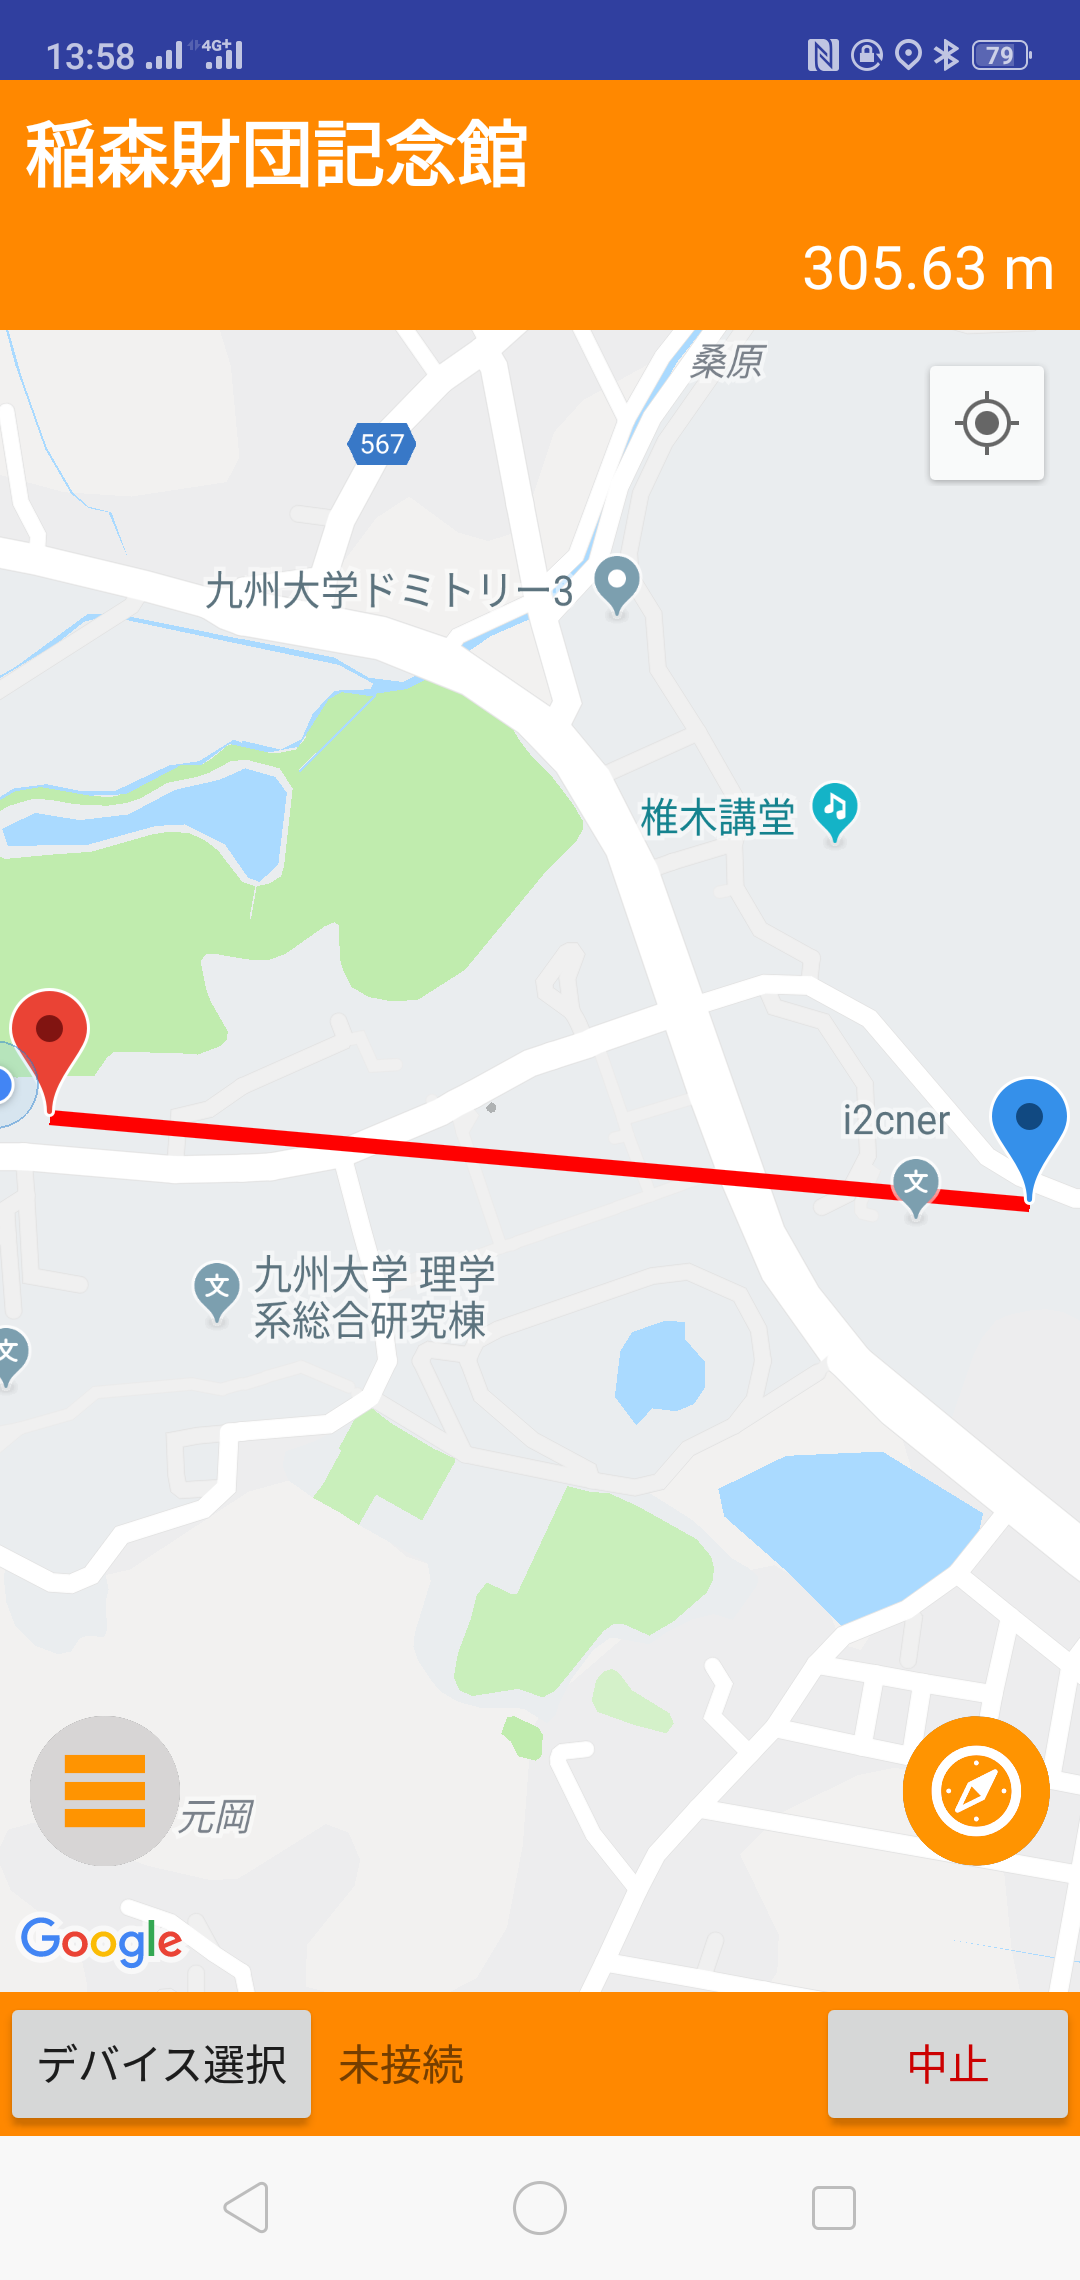 13:58
4G+
79
稲森財団記念館
305.63 m
桑原
567
九州大学ドミトリー3
椎木講堂
i2cner
文
九州大学 理学
系総合研究棟
文
文
元岡
Google
デバイス選択
未接続
中止